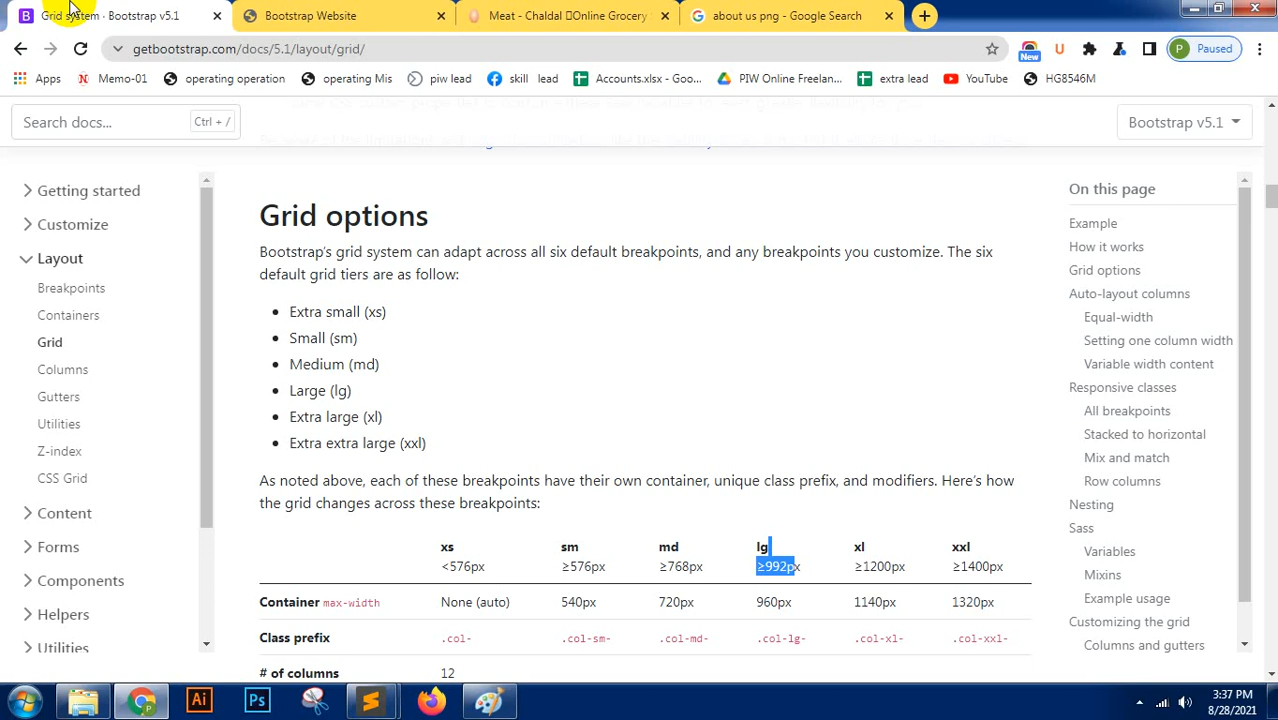 Grid system · Bootstrap v5.1
Bootstrap Website
Meat - Chaldal Online Grocery
about us png - Google Search
getbootstrap.com/docs/5.1/layout/grid/
New
U
P Paused
Apps
Memo-01
operating operation
operating Mis
piw lead
skill lead
Accounts.xlsx - Goo...
PIW Online Freelan...
extra lead
YouTube
HG8546M
Search docs...
Ctrl + /
Bootstrap v5.1
Getting started
Customize
Layout
Breakpoints
Containers
Grid
Columns
Gutters
Utilities
Z-index
CSS Grid
Content
Forms
Components
Helpers
Utilities
Grid options
Bootstrap's grid system can adapt across all six default breakpoints, and any breakpoints you customize. The six
default grid tiers are as follow:
Extra small (xs)
Small (sm)
Medium (md)
Large (lg)
Extra large (xl)
Extra extra large (xxl)
As noted above, each of these breakpoints have their own container, unique class prefix, and modifiers. Here's how
the grid changes across these breakpoints:
xs sm md lg xl xxl
<576px ≥576px ≥768px ≥992px ≥1200px ≥1400px
Container max-width None (auto) 540px 720px 960px 1140px 1320px
Class prefix .col- .col-sm- .col-md- .col-lg- .col-xl- .col-xxl-
# of columns 12
On this page
Example
How it works
Grid options
Auto-layout columns
Equal-width
Setting one column width
Variable width content
Responsive classes
All breakpoints
Stacked to horizontal
Mix and match
Row columns
Nesting
Sass
Variables
Mixins
Example usage
Customizing the grid
Columns and gutters
Ai
Ps
3:37 PM
8/28/2021